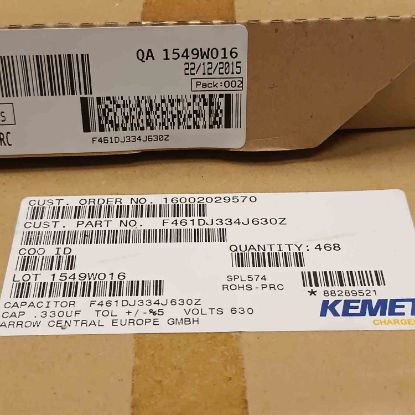 QA 1549W016
22/12/2015
Pack:002
S
RC
F461DJ334J630Z
CUST. ORDER NO. 16002029570
CUST. PART NO. F461DJ334J630Z
COO ID
QUANTITY: 468
LOT 1549W016
SPL574
ROHS-PRC
* 88289521
CAPACITOR F461DJ334J630Z
CAP .330UF TOL +/-%5 VOLTS 630
ARROW CENTRAL EUROPE GMBH
KEMET
CHARGE